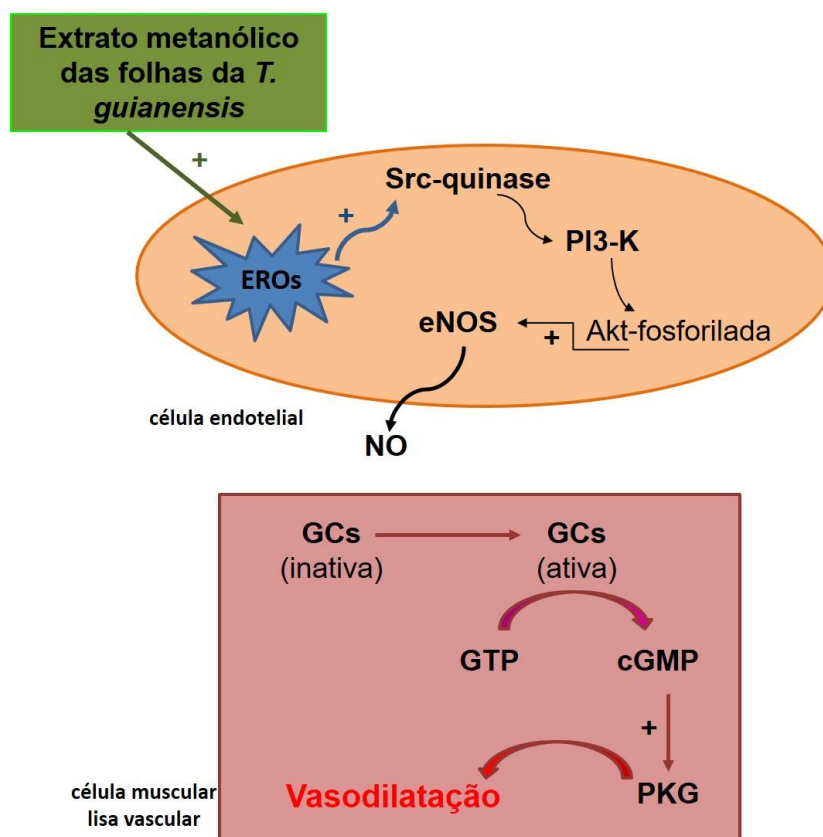 Extrato metanólico
das folhas da T.
guianensis
+
Src-quinase
+
PI3-K
EROs
eNOS
+
Akt-fosforilada
célula endotelial
NO
GCs
(inativa)
GCs
(ativa)
GTP
cGMP
+
Vasodilatação
PKG
célula muscular
lisa vascular